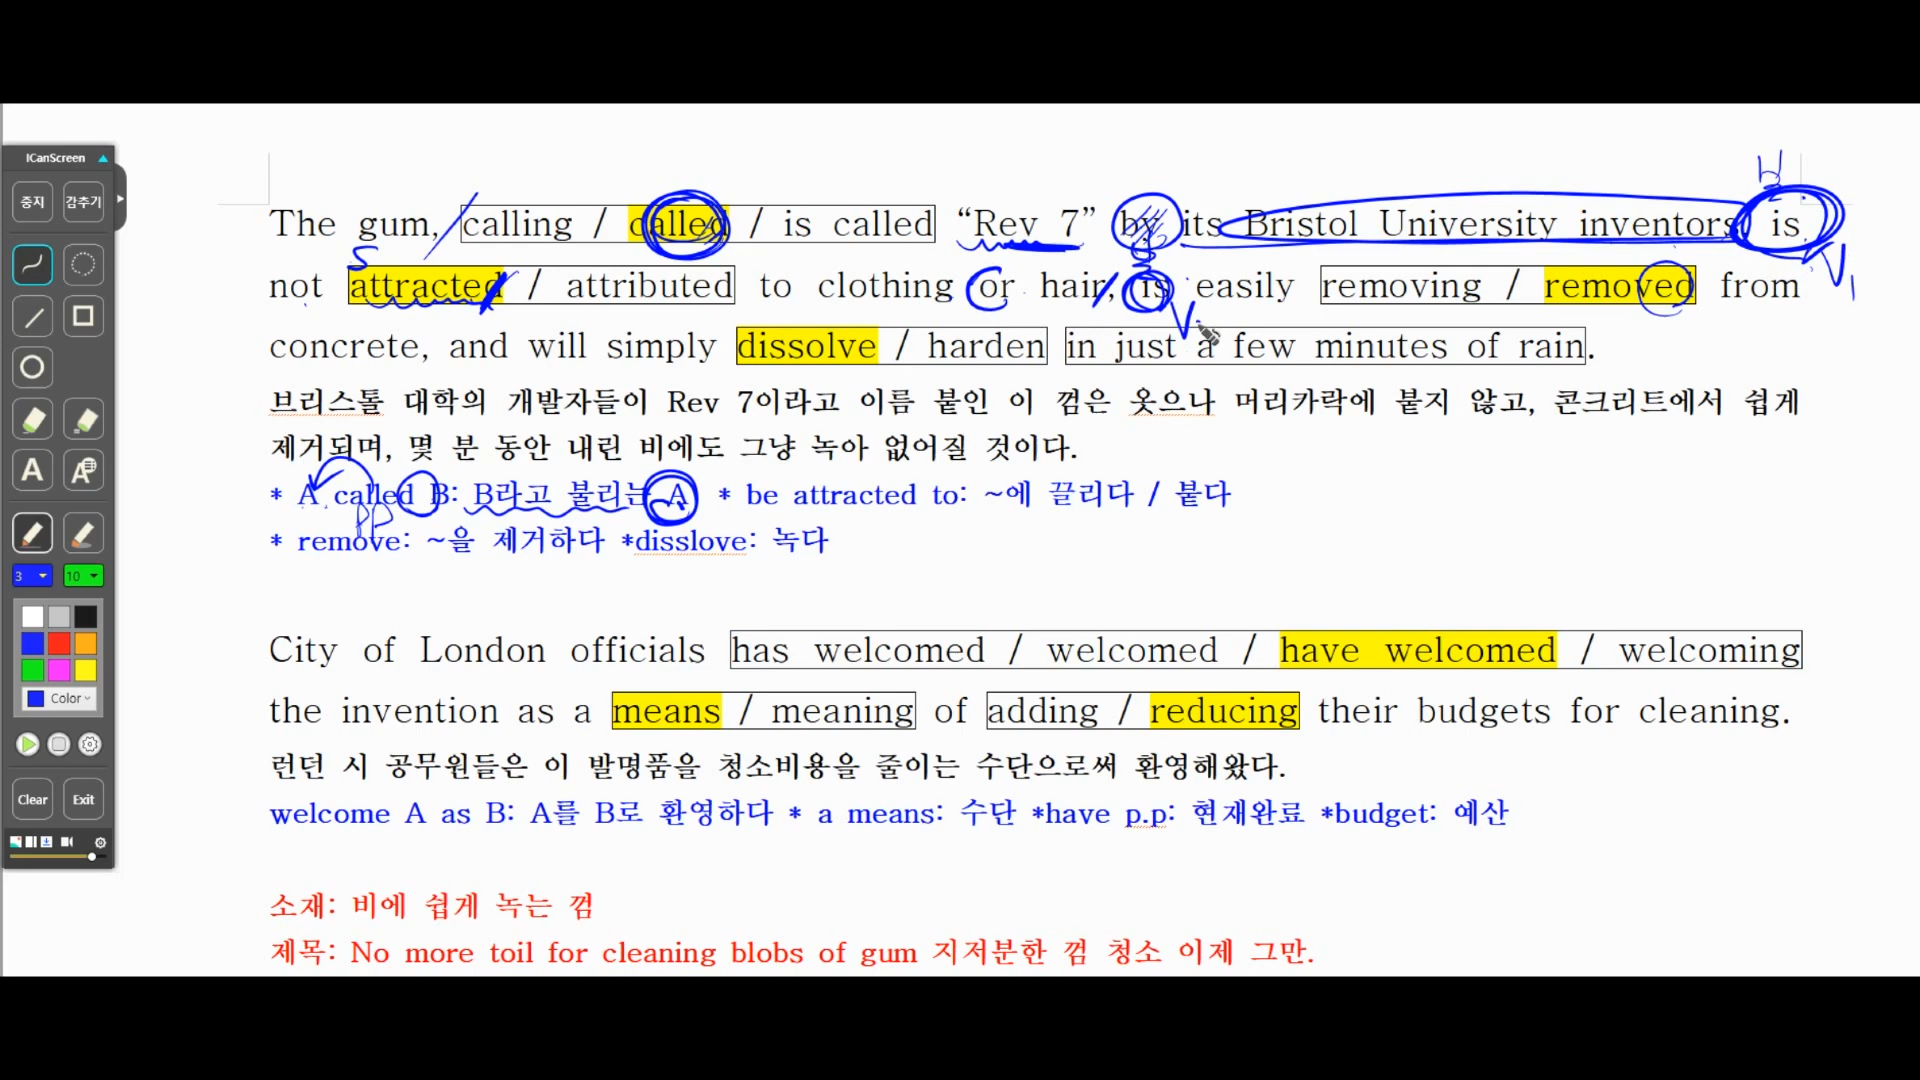 ICanScreen
중지 감추기
The gum, calling / called / is called “Rev 7” by its Bristol University inventors is
not attracted / attributed to clothing or hair, is easily removing / removed from
concrete, and will simply dissolve / harden in just a few minutes of rain.
브리스톨 대학의 개발자들이 Rev 7이라고 이름 붙인 이 껌은 옷으나 머리카락에 붙지 않고, 콘크리트에서 쉽게
제거되며, 몇 분 동안 내린 비에도 그냥 녹아 없어질 것이다.
* A called B: B라고 불리는 A * be attracted to: ~에 끌리다 / 붙다
* remove: ~을 제거하다 *disslove: 녹다
City of London officials has welcomed / welcomed / have welcomed / welcoming
the invention as a means / meaning of adding / reducing their budgets for cleaning.
런던 시 공무원들은 이 발명품을 청소비용을 줄이는 수단으로써 환영해왔다.
welcome A as B: A를 B로 환영하다 * a means: 수단 *have p.p: 현재완료 *budget: 예산
소재: 비에 쉽게 녹는 껌
제목: No more toil for cleaning blobs of gum 지저분한 껌 청소 이제 그만.
S
V1
V
PP
A A
3 10
Color
Clear Exit